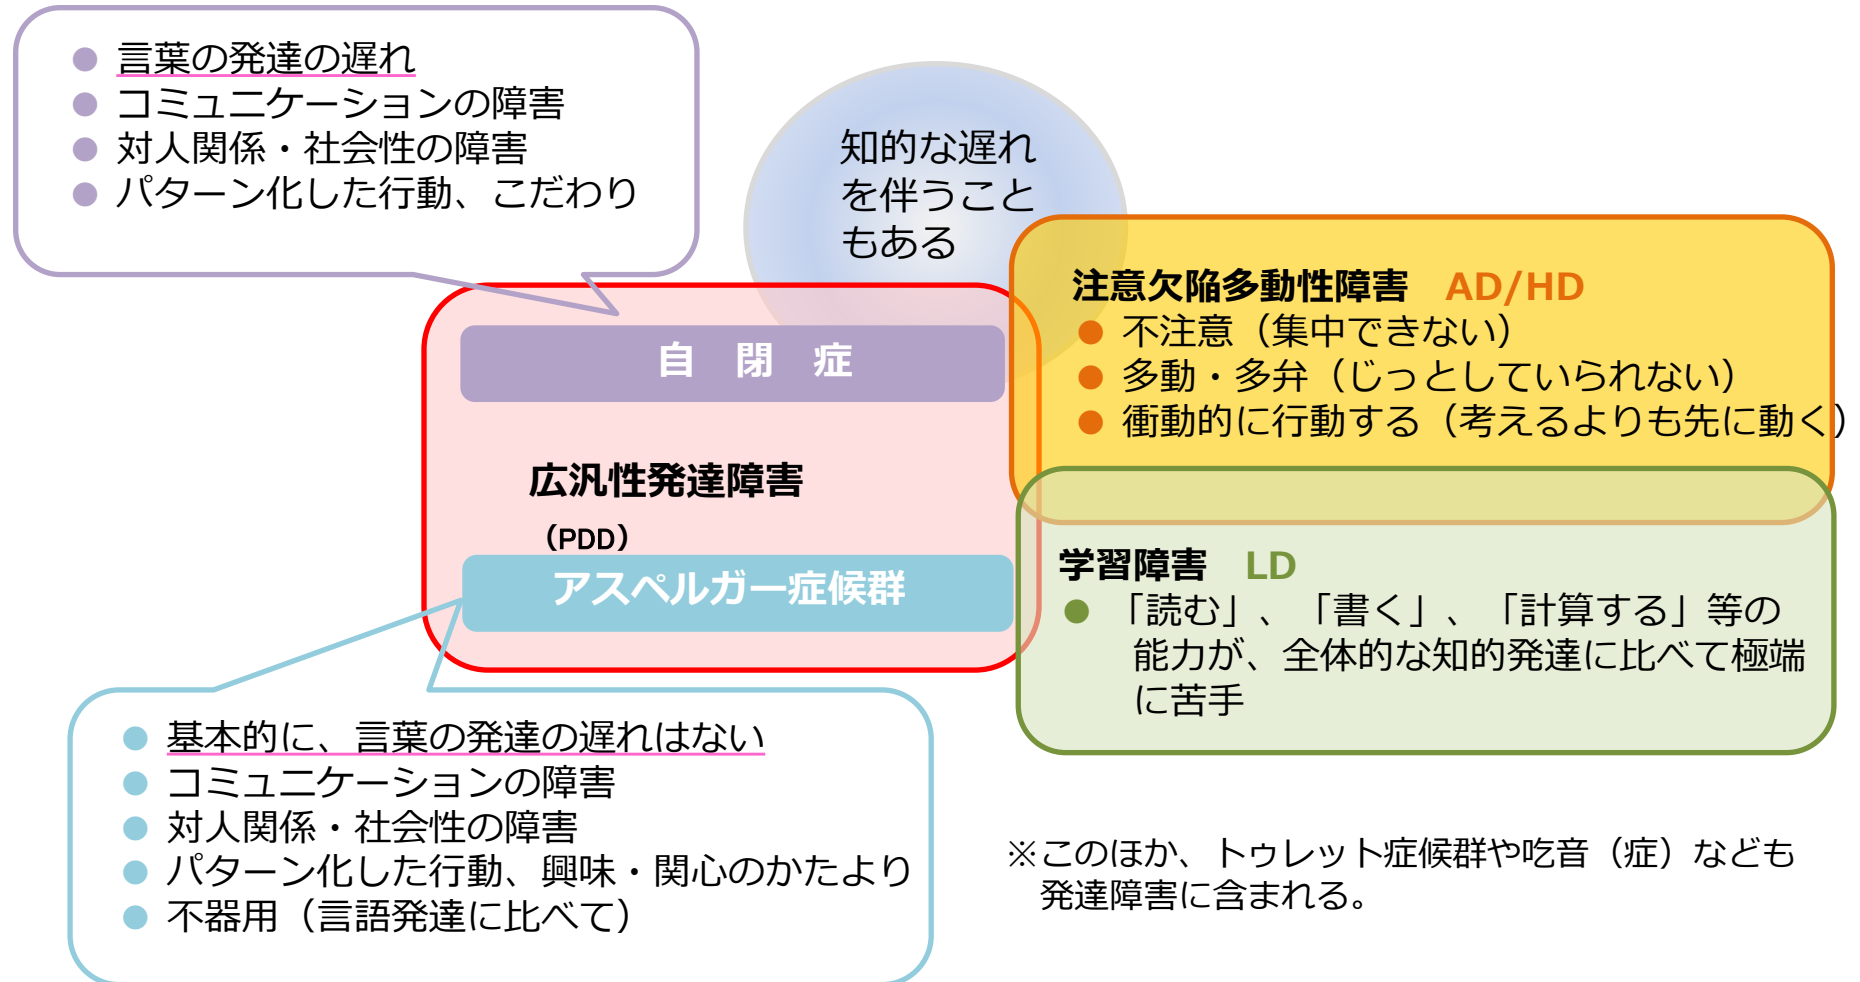 言葉の発達の遅れ
コミュニケーションの障害
対人関係・社会性の障害
パターン化した行動、こだわり
知的な遅れ
を伴うこと
もある
自　閉　症
広汎性発達障害
（PDD）
アスペルガー症候群
注意欠陥多動性障害　AD/HD
不注意（集中できない）
多動・多弁（じっとしていられない）
衝動的に行動する（考えるよりも先に動く）
学習障害　LD
「読む」、「書く」、「計算する」等の
能力が、全体的な知的発達に比べて極端
に苦手
基本的に、言葉の発達の遅れはない
コミュニケーションの障害
対人関係・社会性の障害
パターン化した行動、興味・関心のかたより
不器用（言語発達に比べて）
※このほか、トゥレット症候群や吃音（症）なども
発達障害に含まれる。